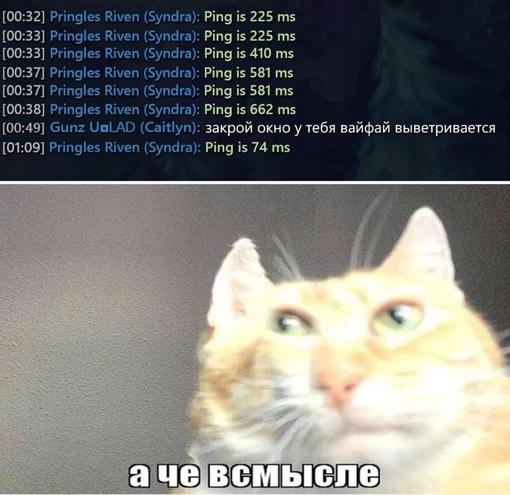 [00:32] Pringles Riven (Syndra): Ping is 225 ms
[00:33] Pringles Riven (Syndra): Ping is 225 ms
[00:33] Pringles Riven (Syndra): Ping is 410 ms
[00:37] Pringles Riven (Syndra): Ping is 581 ms
[00:37] Pringles Riven (Syndra): Ping is 581 ms
[00:38] Pringles Riven (Syndra): Ping is 662 ms
[00:49] Gunz U¤LAD (Caitlyn): закрой окно у тебя вайфай выветривается
[01:09] Pringles Riven (Syndra): Ping is 74 ms
а че всмысле